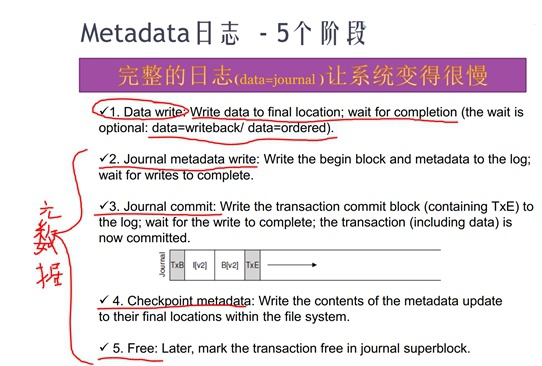 Metadata日志 - 5个阶段
完整的日志(data=journal )让系统变得很慢
✓1. Data write: Write data to final location; wait for completion (the wait is
optional: data=writeback/ data=ordered).
✓2. Journal metadata write: Write the begin block and metadata to the log;
wait for writes to complete.
✓3. Journal commit: Write the transaction commit block (containing TxE) to
the log; wait for the write to complete; the transaction (including data) is
now committed.
元数据
Journal
TxB I[v2] B[v2] TxE
✓ 4. Checkpoint metadata: Write the contents of the metadata update
to their final locations within the file system.
✓ 5. Free: Later, mark the transaction free in journal superblock.